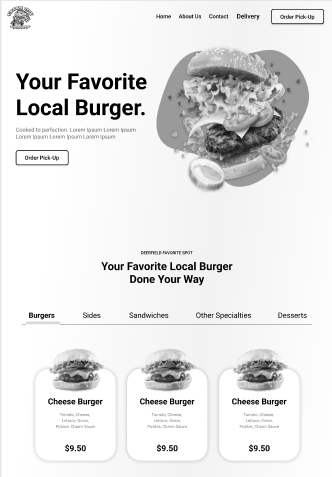 Home About Us Contact Delivery Order Pick-Up
Your Favorite
Local Burger.
Cooked to perfection. Lorem Ipsum Lorem Ipsum
Lorem Ipsum Lorem Ipsum Lorem Ipsum
Order Pick-Up
DEERFIELD FAVORITE SPOT
Your Favorite Local Burger
Done Your Way
Burgers Sides Sandwiches Other Specialties Desserts
Cheese Burger Cheese Burger Cheese Burger
Tomato, Cheese, Tomato, Cheese, Tomato, Cheese,
Lettuce, Onion, Lettuce, Onion, Lettuce, Onion,
Pickles, Sauce Pickles, Sauce Pickles, Sauce
$9.50 $9.50 $9.50